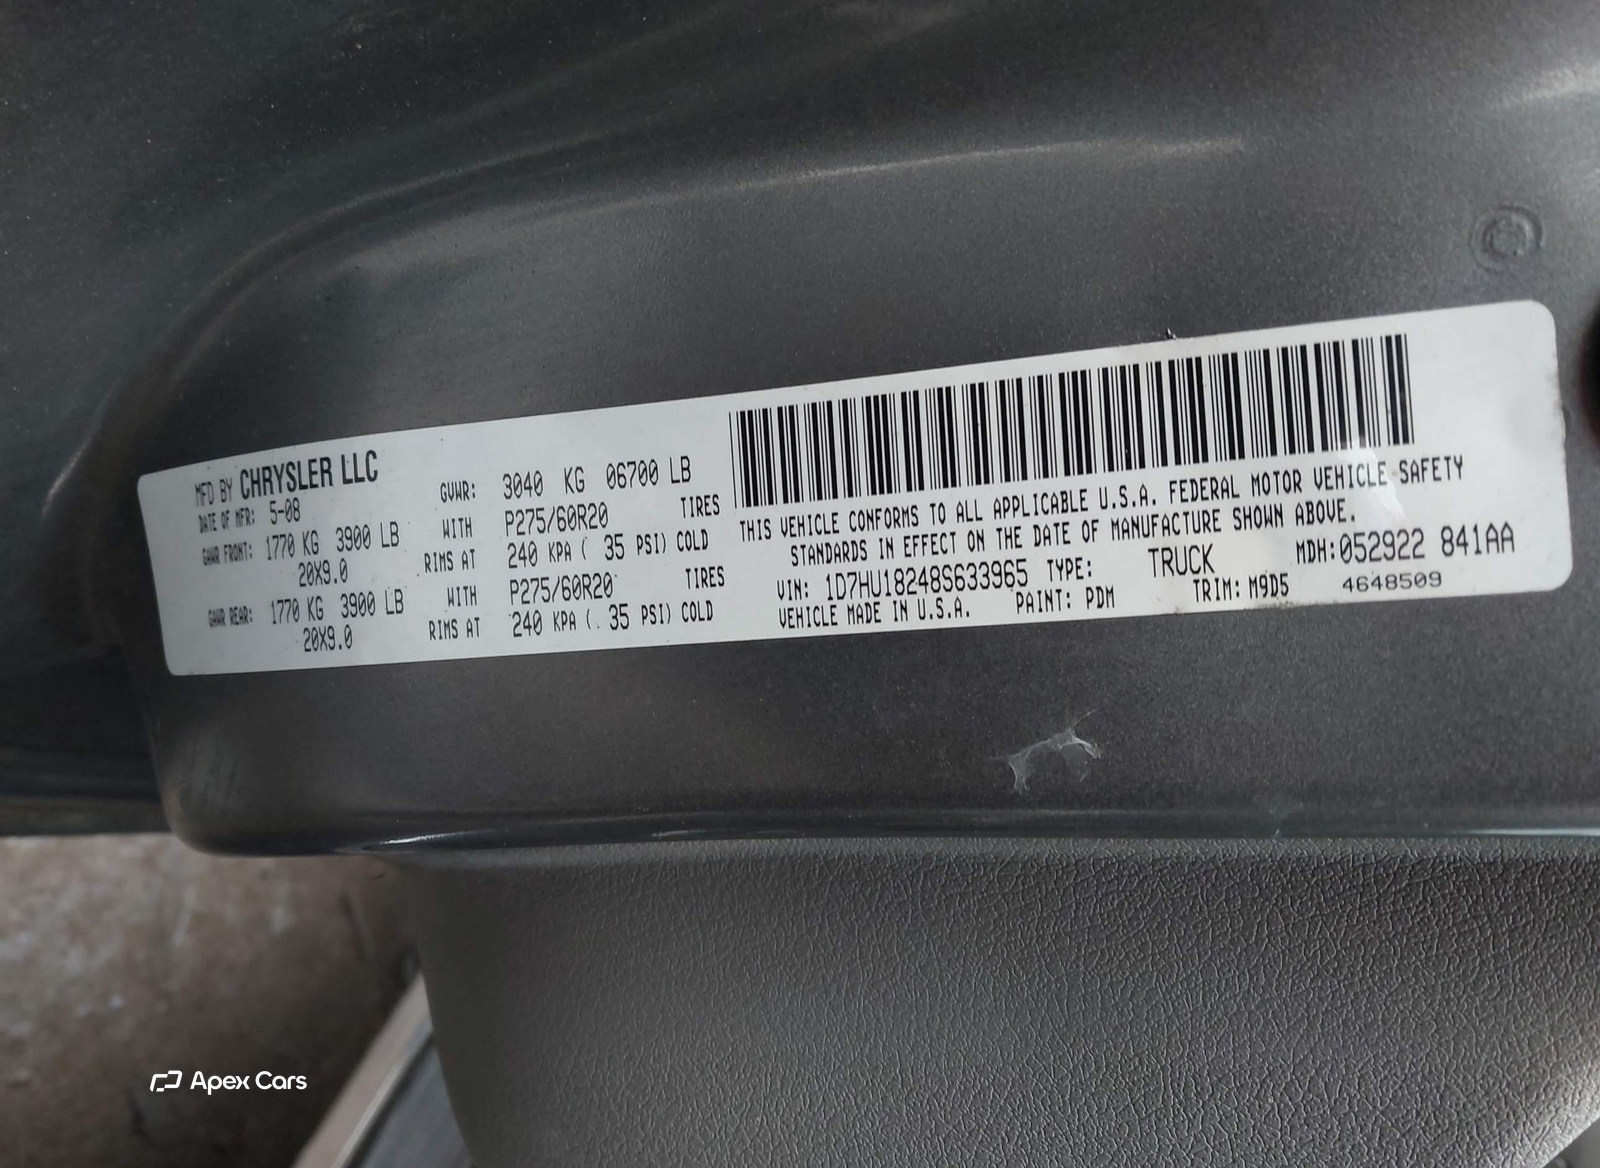 MFD BY CHRYSLER LLC
DATE OF MFR: 5-08
GVWR: 3040 KG 06700 LB
GAWR FRONT: 1770 KG 3900 LB WITH P275/60R20 TIRES
20X9.0 RIMS AT 240 KPA ( 35 PSI) COLD
GAWR REAR: 1770 KG 3900 LB WITH P275/60R20 TIRES
20X9.0 RIMS AT 240 KPA ( 35 PSI) COLD
THIS VEHICLE CONFORMS TO ALL APPLICABLE U.S.A. FEDERAL MOTOR VEHICLE SAFETY
STANDARDS IN EFFECT ON THE DATE OF MANUFACTURE SHOWN ABOVE.
VIN: 1D7HU18248S633965 TYPE: TRUCK MDH:052922 841AA
VEHICLE MADE IN U.S.A. PAINT: PDM TRIM: M9D5 4648509
Apex Cars